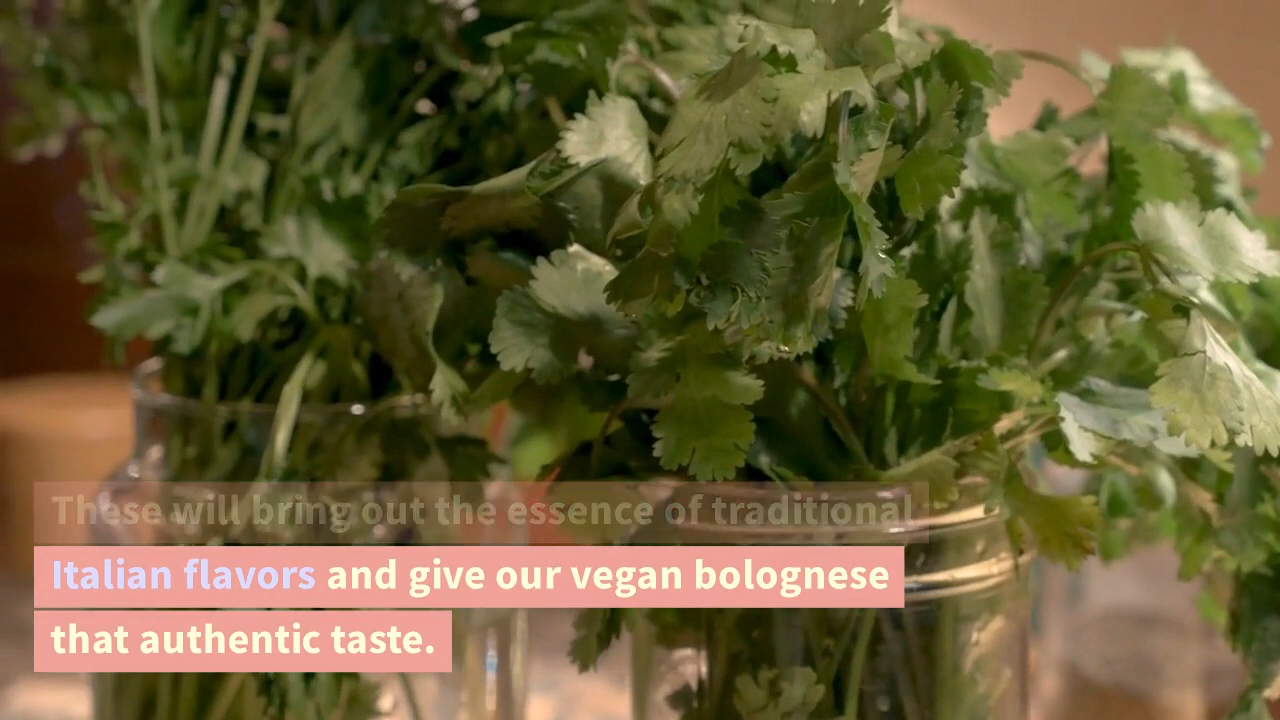 These will bring out the essence of traditional
Italian flavors and give our vegan bolognese
that authentic taste.